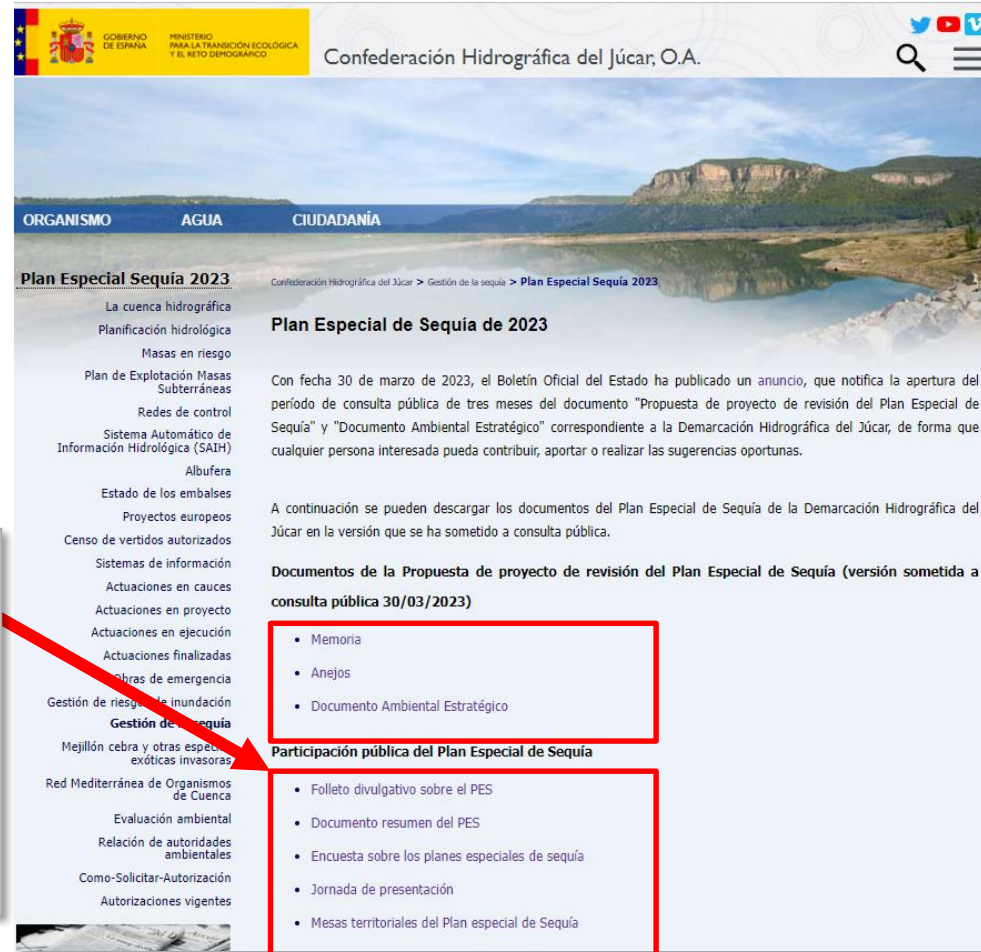 GOBIERNO
DE ESPAÑA
MINISTERIO
PARA LA TRANSICIÓN ECOLÓGICA
Y EL RETO DEMOGRÁFICO
Confederación Hidrográfica del Júcar, O.A.
ORGANISMO AGUA CIUDADANÍA
Plan Especial Sequía 2023
La cuenca hidrográfica
Planificación hidrológica
Masas en riesgo
Plan de Explotación Masas
Subterráneas
Redes de control
Sistema Automático de
Información Hidrológica (SAIH)
Albufera
Estado de los embalses
Proyectos europeos
Censo de vertidos autorizados
Sistemas de información
Actuaciones en cauces
Actuaciones en proyecto
Actuaciones en ejecución
Actuaciones finalizadas
Obras de emergencia
Gestión de riesgo de inundación
Gestión de sequía
Mejillón cebra y otras especies
exóticas invasoras
Red Mediterránea de Organismos
de Cuenca
Evaluación ambiental
Relación de autoridades
ambientales
Como-Solicitar-Autorización
Autorizaciones vigentes
Confederación Hidrográfica del Júcar > Gestión de la sequía > Plan Especial Sequía 2023
Plan Especial de Sequía de 2023
Con fecha 30 de marzo de 2023, el Boletín Oficial del Estado ha publicado un anuncio, que notifica la apertura del
período de consulta pública de tres meses del documento "Propuesta de proyecto de revisión del Plan Especial de
Sequía" y "Documento Ambiental Estratégico" correspondiente a la Demarcación Hidrográfica del Júcar, de forma que
cualquier persona interesada pueda contribuir, aportar o realizar las sugerencias oportunas.
A continuación se pueden descargar los documentos del Plan Especial de Sequía de la Demarcación Hidrográfica del
Júcar en la versión que se ha sometido a consulta pública.
Documentos de la Propuesta de proyecto de revisión del Plan Especial de Sequía (versión sometida a
consulta pública 30/03/2023)
• Memoria
• Anejos
• Documento Ambiental Estratégico
Participación pública del Plan Especial de Sequía
• Folleto divulgativo sobre el PES
• Documento resumen del PES
• Encuesta sobre los planes especiales de sequía
• Jornada de presentación
• Mesas territoriales del Plan especial de Sequía